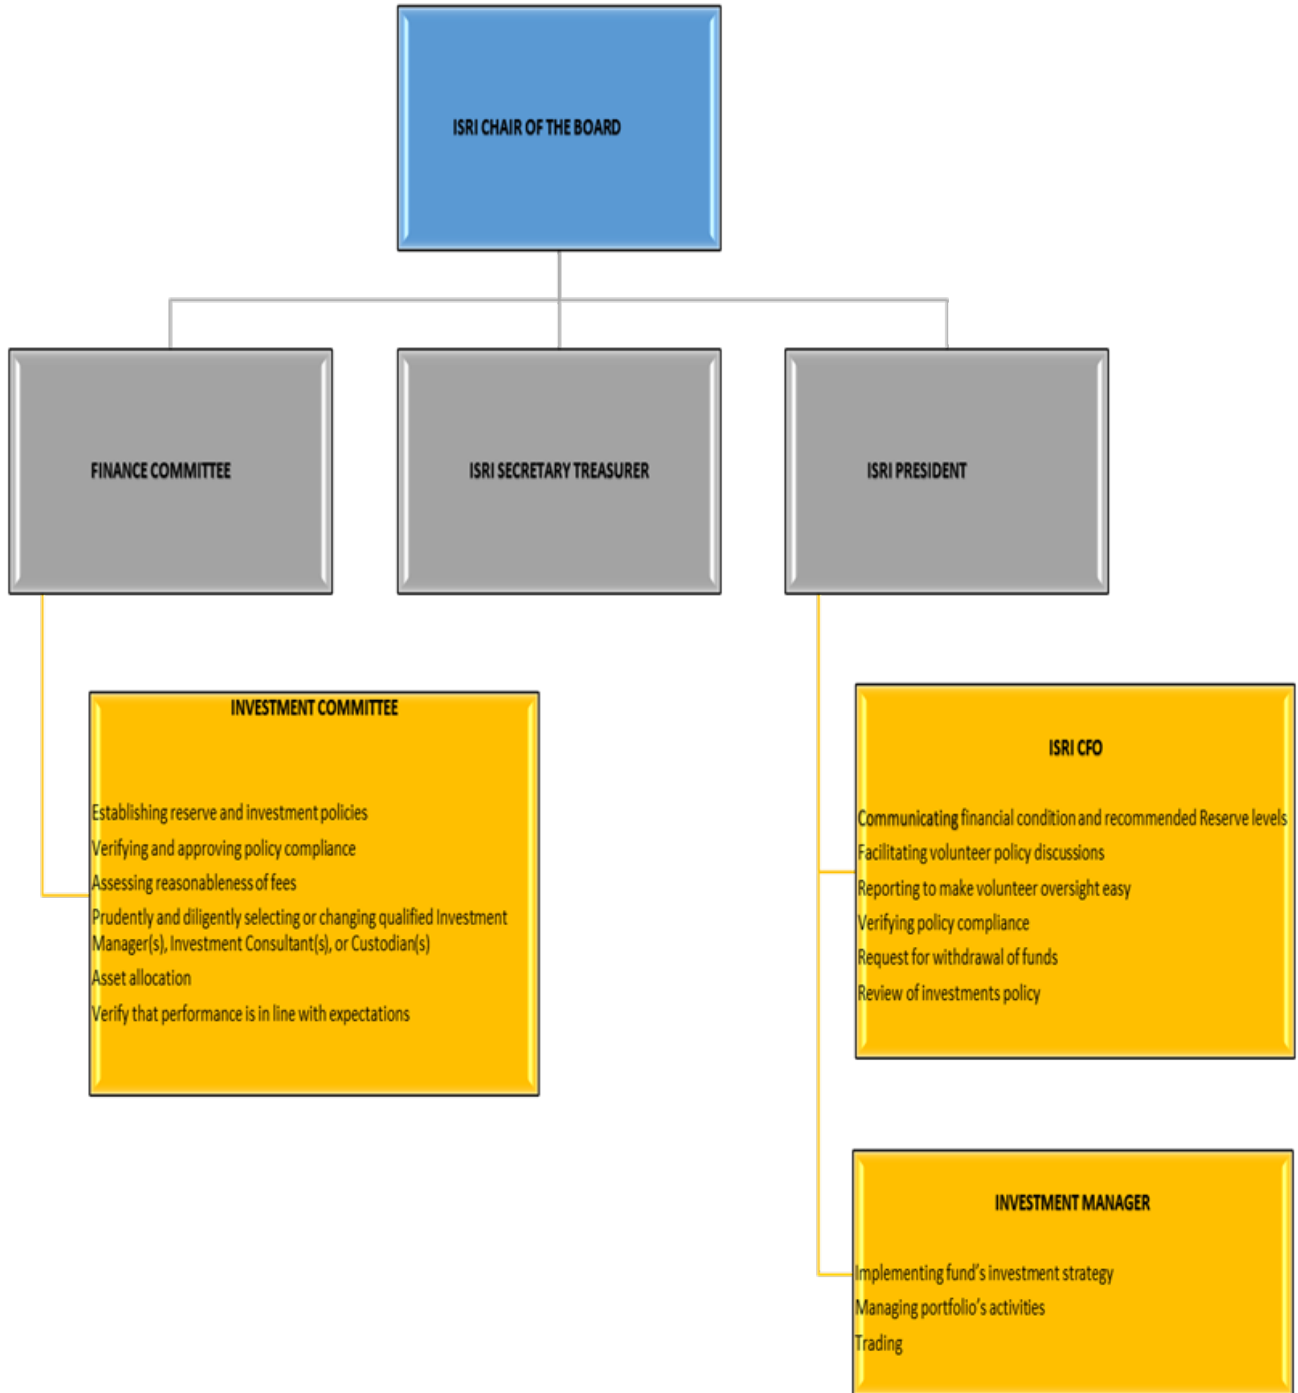 ISRI CHAIR OF THE BOARD
FINANCE COMMITTEE
ISRI SECRETARY TREASURER
ISRI PRESIDENT
INVESTMENT COMMITTEE
Establishing reserve and investment policies
Verifying and approving policy compliance
Assessing reasonableness of fees
Prudently and diligently selecting or changing qualified Investment
Manager(s), Investment Consultant(s), or Custodian(s)
Asset allocation
Verify that performance is in line with expectations
ISRI CFO
Communicating financial condition and recommended Reserve levels
Facilitating volunteer policy discussions
Reporting to make volunteer oversight easy
Verifying policy compliance
Request for withdrawal of funds
Review of investments policy
INVESTMENT MANAGER
Implementing fund’s investment strategy
Managing portfolio’s activities
Trading